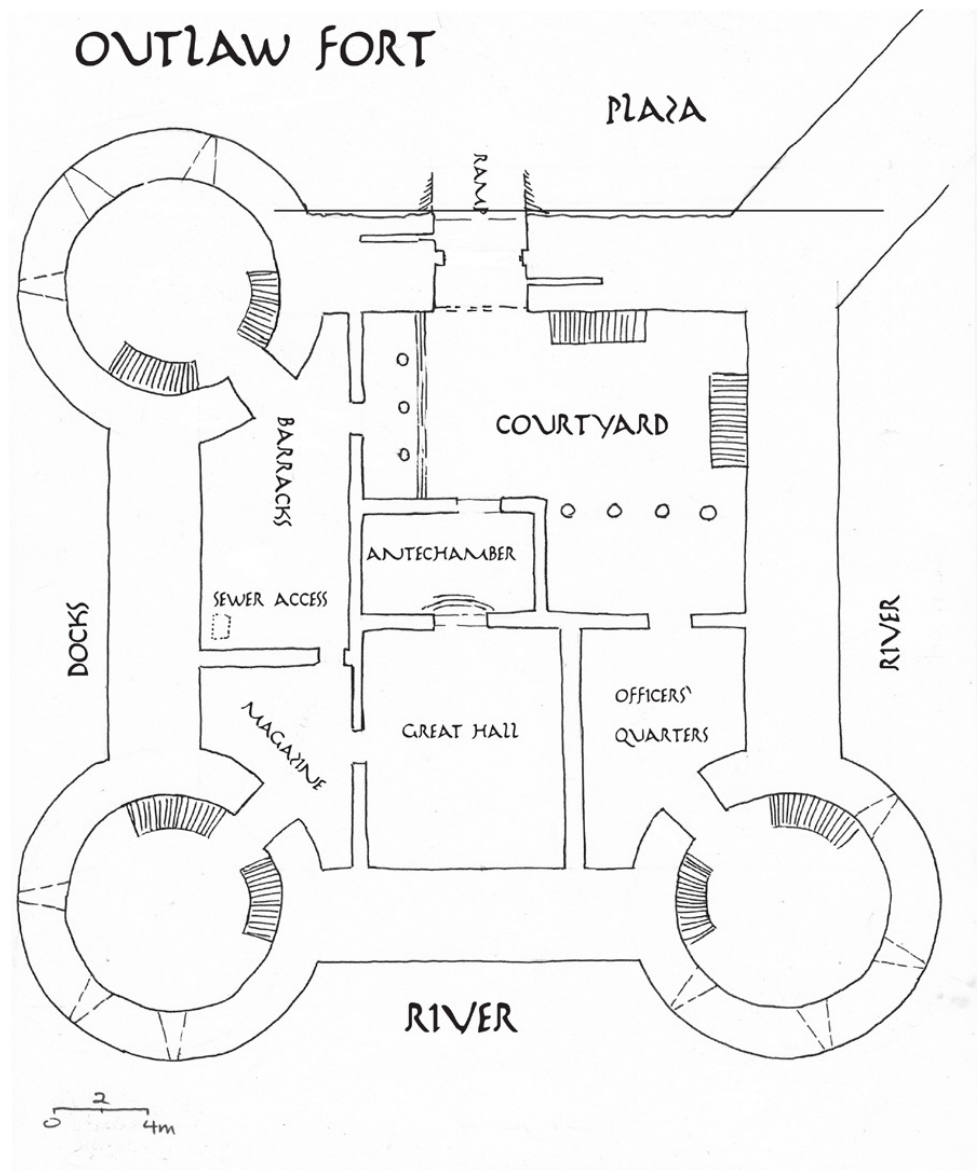 OUTLAW FORT
PLAZA
RAMP
COURTYARD
BARRACKS
ANTECHAMBER
SEWER ACCESS
DOCKS
RIVER
OFFICERS'
QUARTERS
MAGAZINE
GREAT HALL
RIVER
2
0 4m